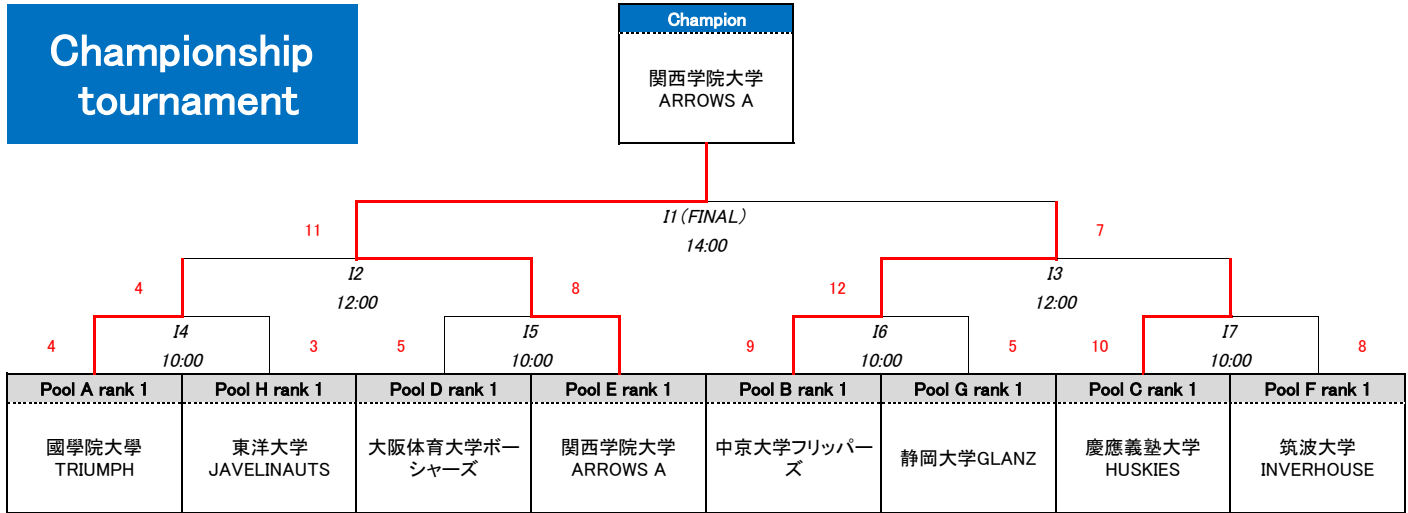 Championship
tournament
Champion
関西学院大学
ARROWS A
I1(FINAL)
14:00
11
7
I2
12:00
I3
12:00
4
8
12
I4
10:00
I5
10:00
I6
10:00
I7
10:00
4
3
5
9
5
10
8
Pool A rank 1
Pool H rank 1
Pool D rank 1
Pool E rank 1
Pool B rank 1
Pool G rank 1
Pool C rank 1
Pool F rank 1
國學院大學
TRIUMPH
東洋大学
JAVELINAUTS
大阪体育大学ボー
シャーズ
関西学院大学
ARROWS A
中京大学フリッパー
ズ
静岡大学GLANZ
慶應義塾大学
HUSKIES
筑波大学
INVERHOUSE